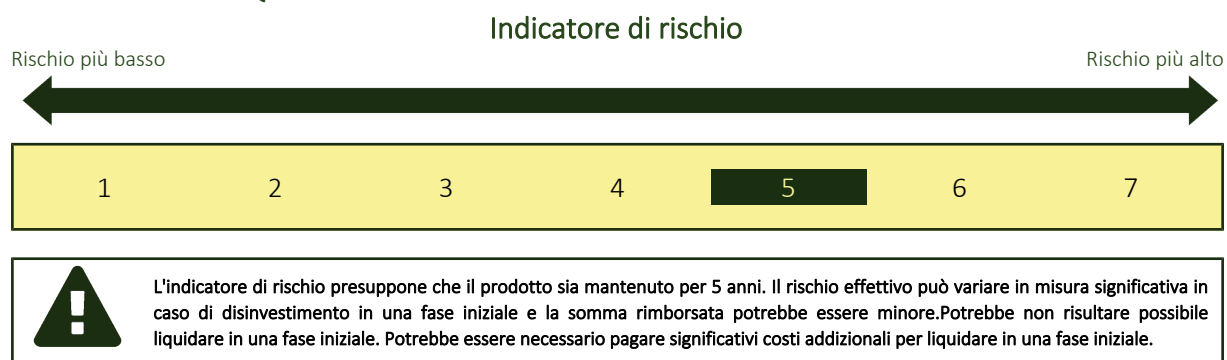 Indicatore di rischio
Rischio più basso
Rischio più alto
1 2 3 4 5 6 7
L'indicatore di rischio presuppone che il prodotto sia mantenuto per 5 anni. Il rischio effettivo può variare in misura significativa in
caso di disinvestimento in una fase iniziale e la somma rimborsata potrebbe essere minore.Potrebbe non risultare possibile
liquidare in una fase iniziale. Potrebbe essere necessario pagare significativi costi addizionali per liquidare in una fase iniziale.